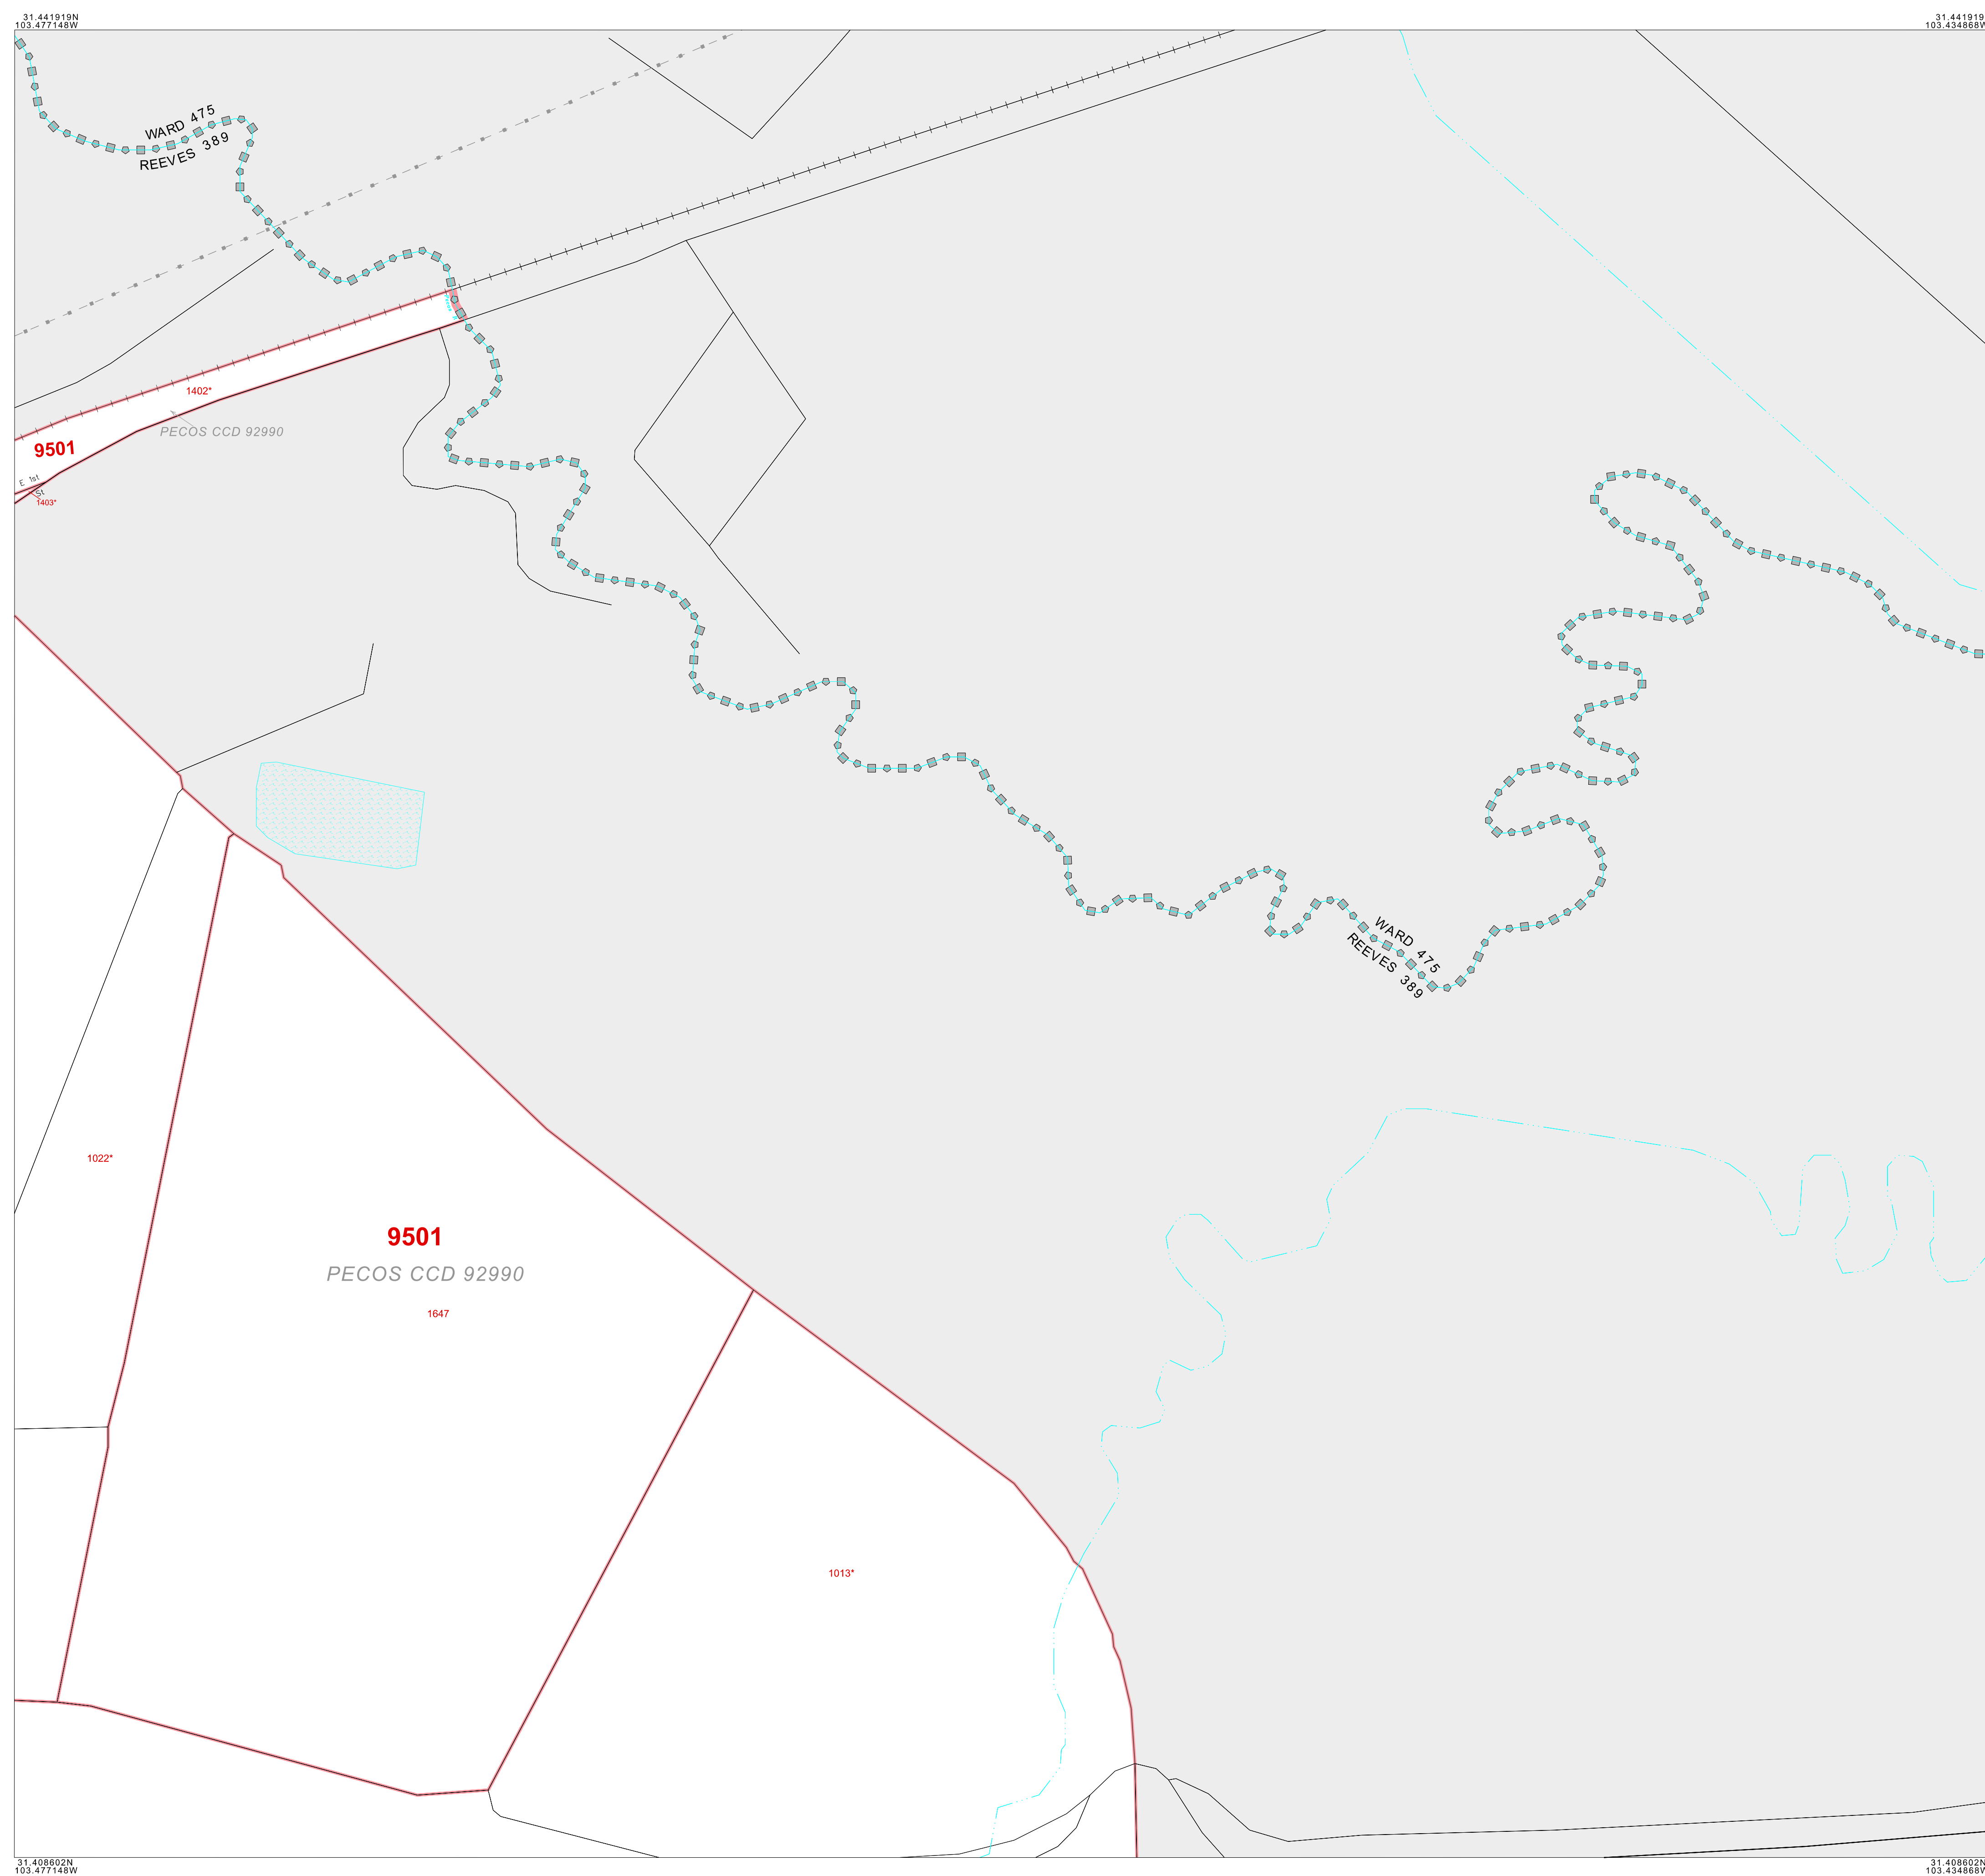 31.441919N
103.477148W
31.441919
103.434868W
WARD 475
REEVES 389
1402*
PECOS CCD 92990
9501
E 1st
St
1403*
WARD 475
REEVES 389
1022*
9501
PECOS CCD 92990
1647
1013*
31.408602N
103.477148W
31.408602N
103.434868W